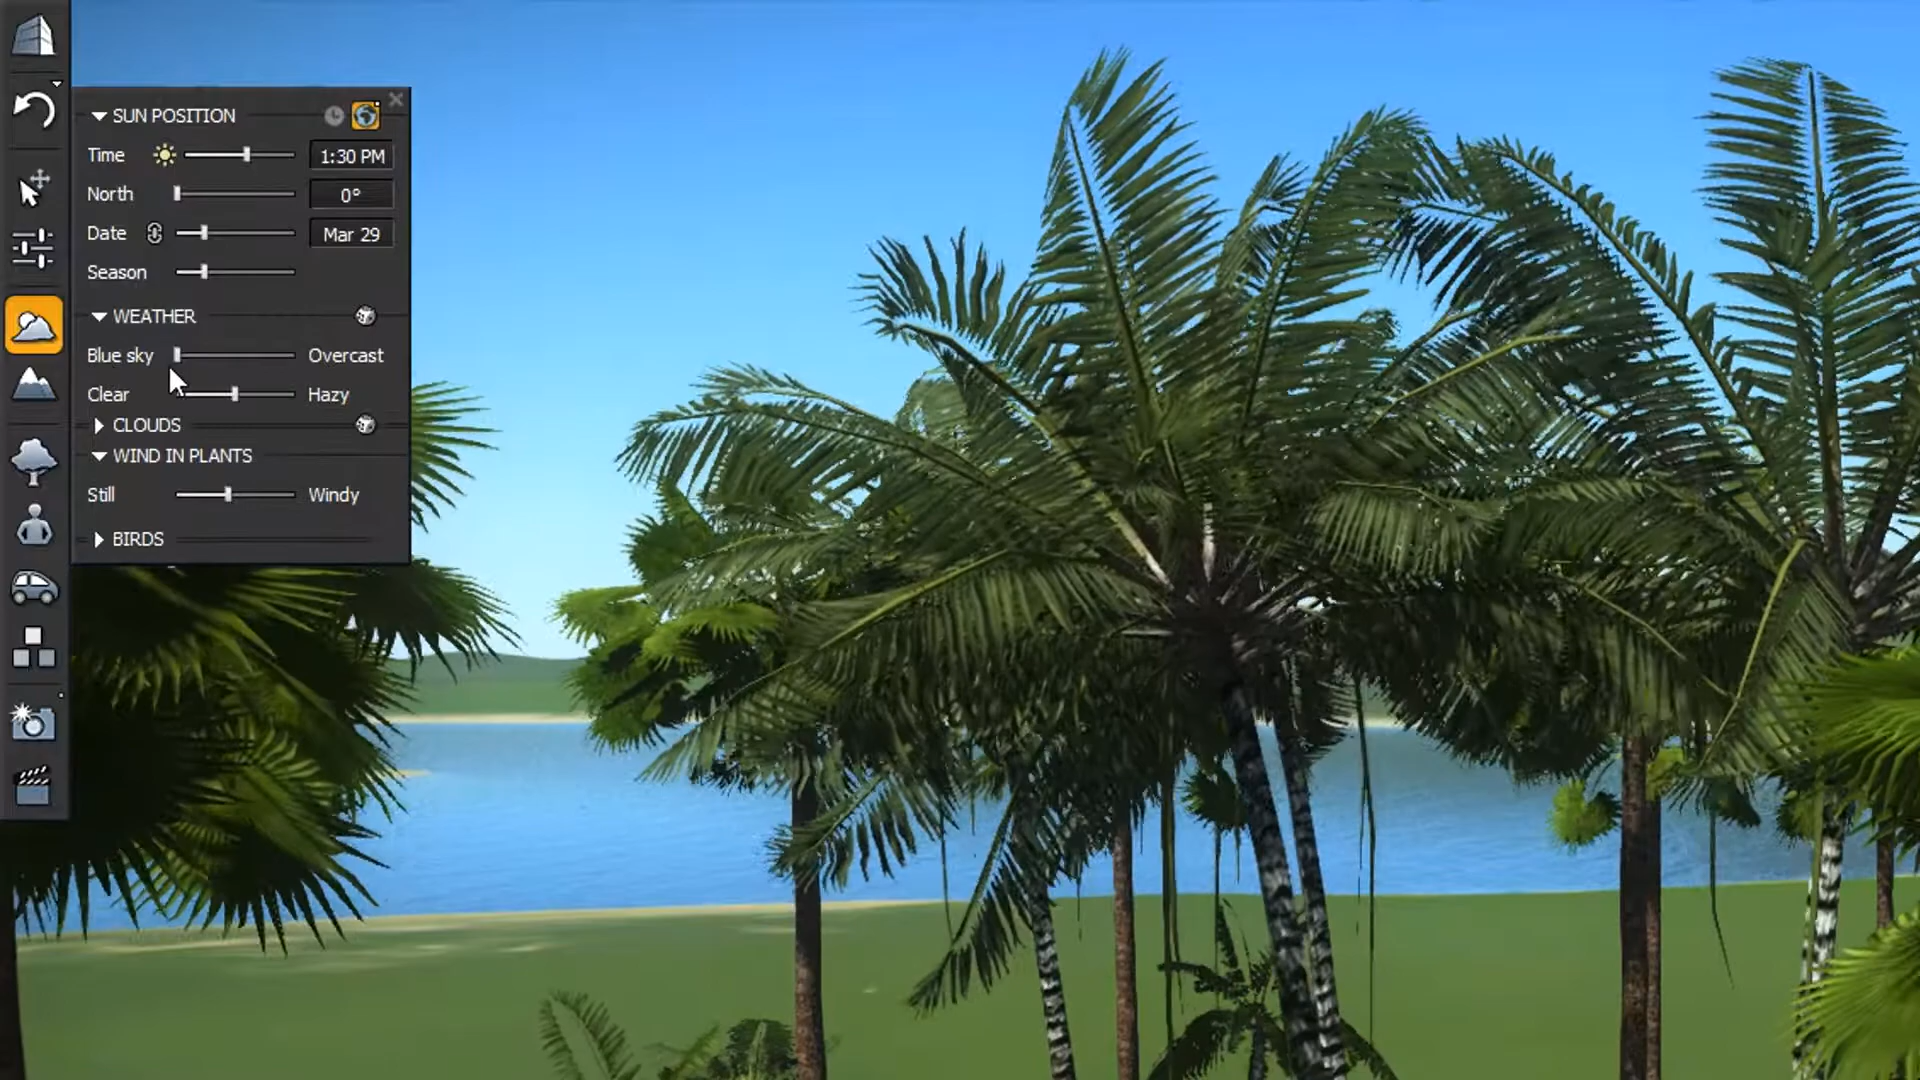 SUN POSITION
Time 1:30 PM
North 0°
Date Mar 29
Season
WEATHER
Blue sky Overcast
Clear Hazy
CLOUDS
WIND IN PLANTS
Still Windy
BIRDS